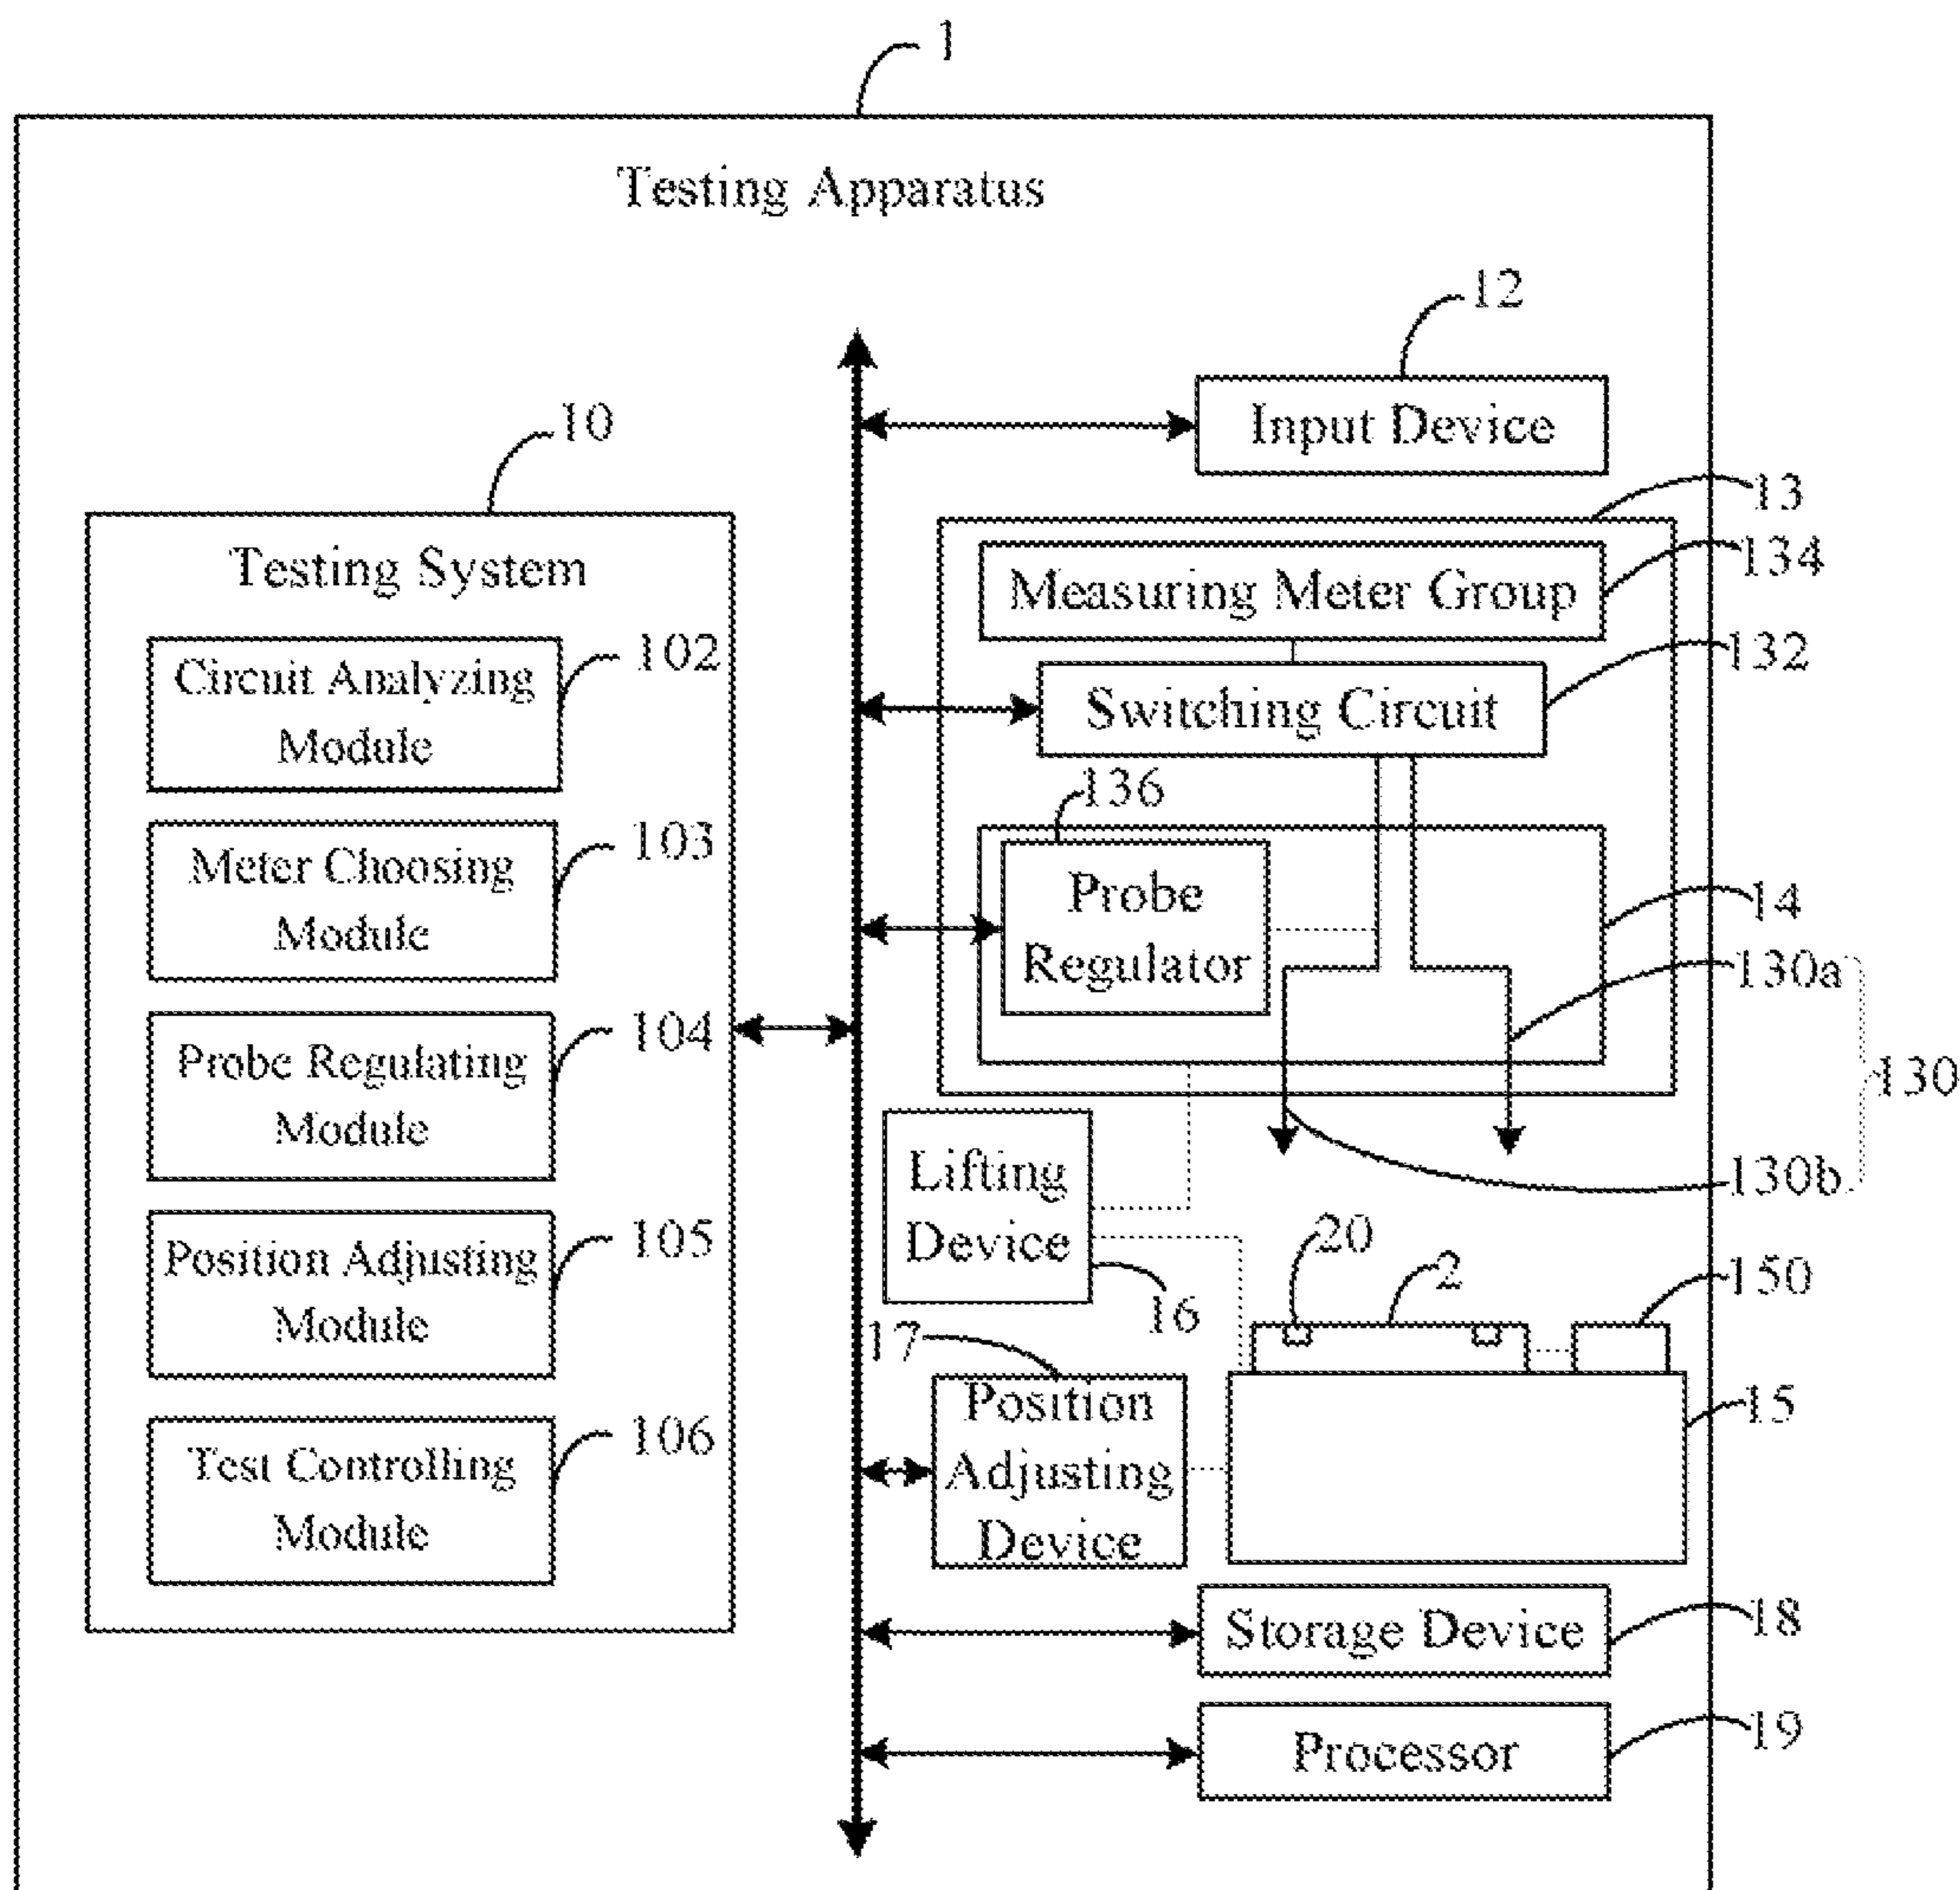 1
Testing Apparatus
12
Input Device
10
Testing System
102
Circuit Analyzing
Module
103
Meter Choosing
Module
104
Probe Regulating
Module
105
Position Adjusting
Module
106
Test Controlling
Module
13
134
Measuring Meter Group
132
Switching Circuit
136
Probe
Regulator
14
130a
130
130b
Lifting
Device
16
20
2
150
17
Position
Adjusting
Device
15
Storage Device
18
Processor
19